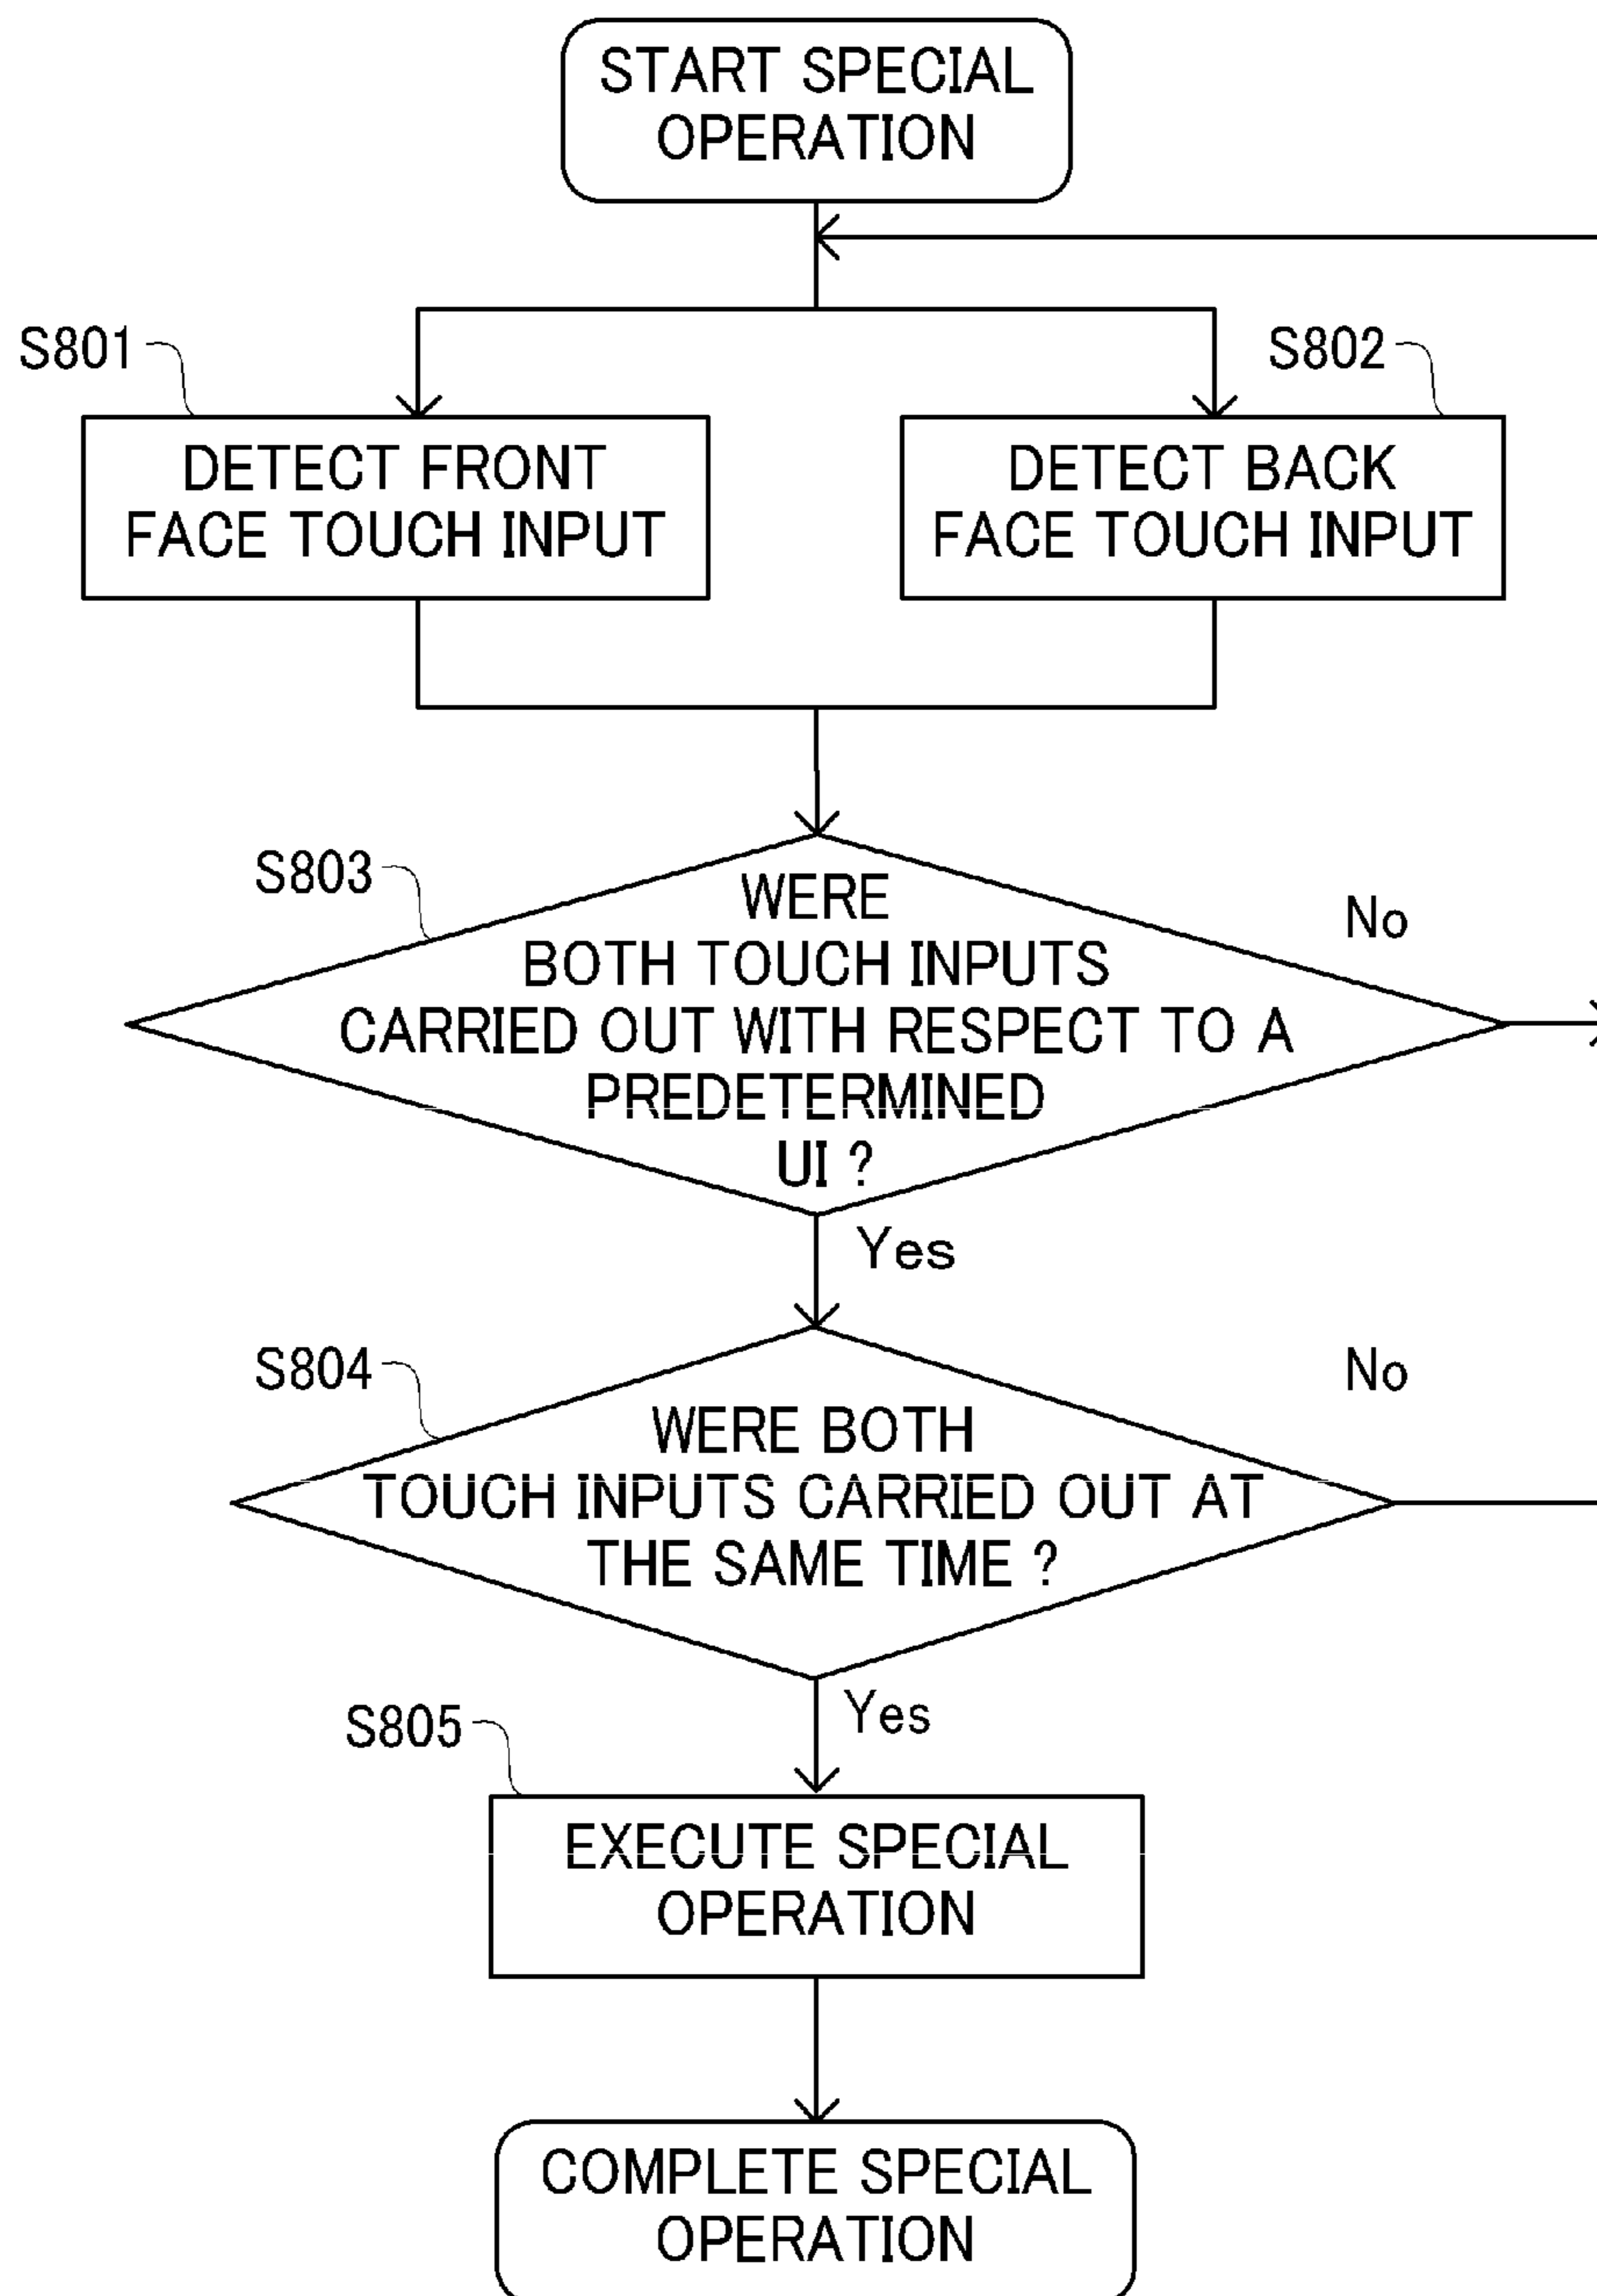 START SPECIAL
OPERATION
S801
S802
DETECT FRONT
FACE TOUCH INPUT
DETECT BACK
FACE TOUCH INPUT
S803
WERE
BOTH TOUCH INPUTS
CARRIED OUT WITH RESPECT TO A
PREDETERMINED
UI ?
No
Yes
S804
WERE BOTH
TOUCH INPUTS CARRIED OUT AT
THE SAME TIME ?
No
Yes
S805
EXECUTE SPECIAL
OPERATION
COMPLETE SPECIAL
OPERATION